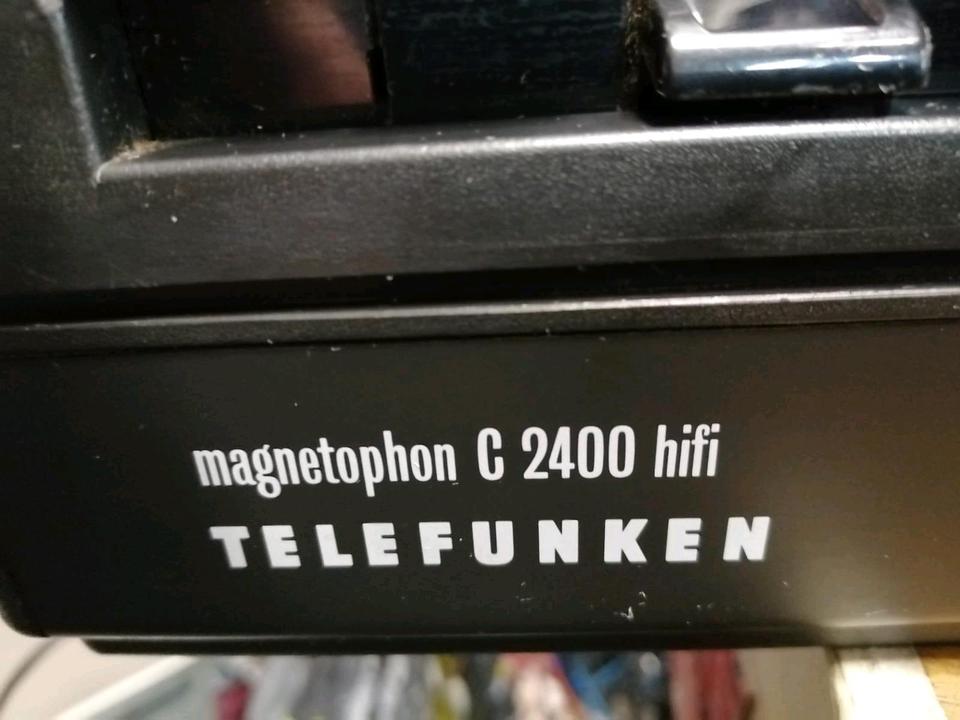 magnetophon C 2400 hifi
TELEFUNKEN